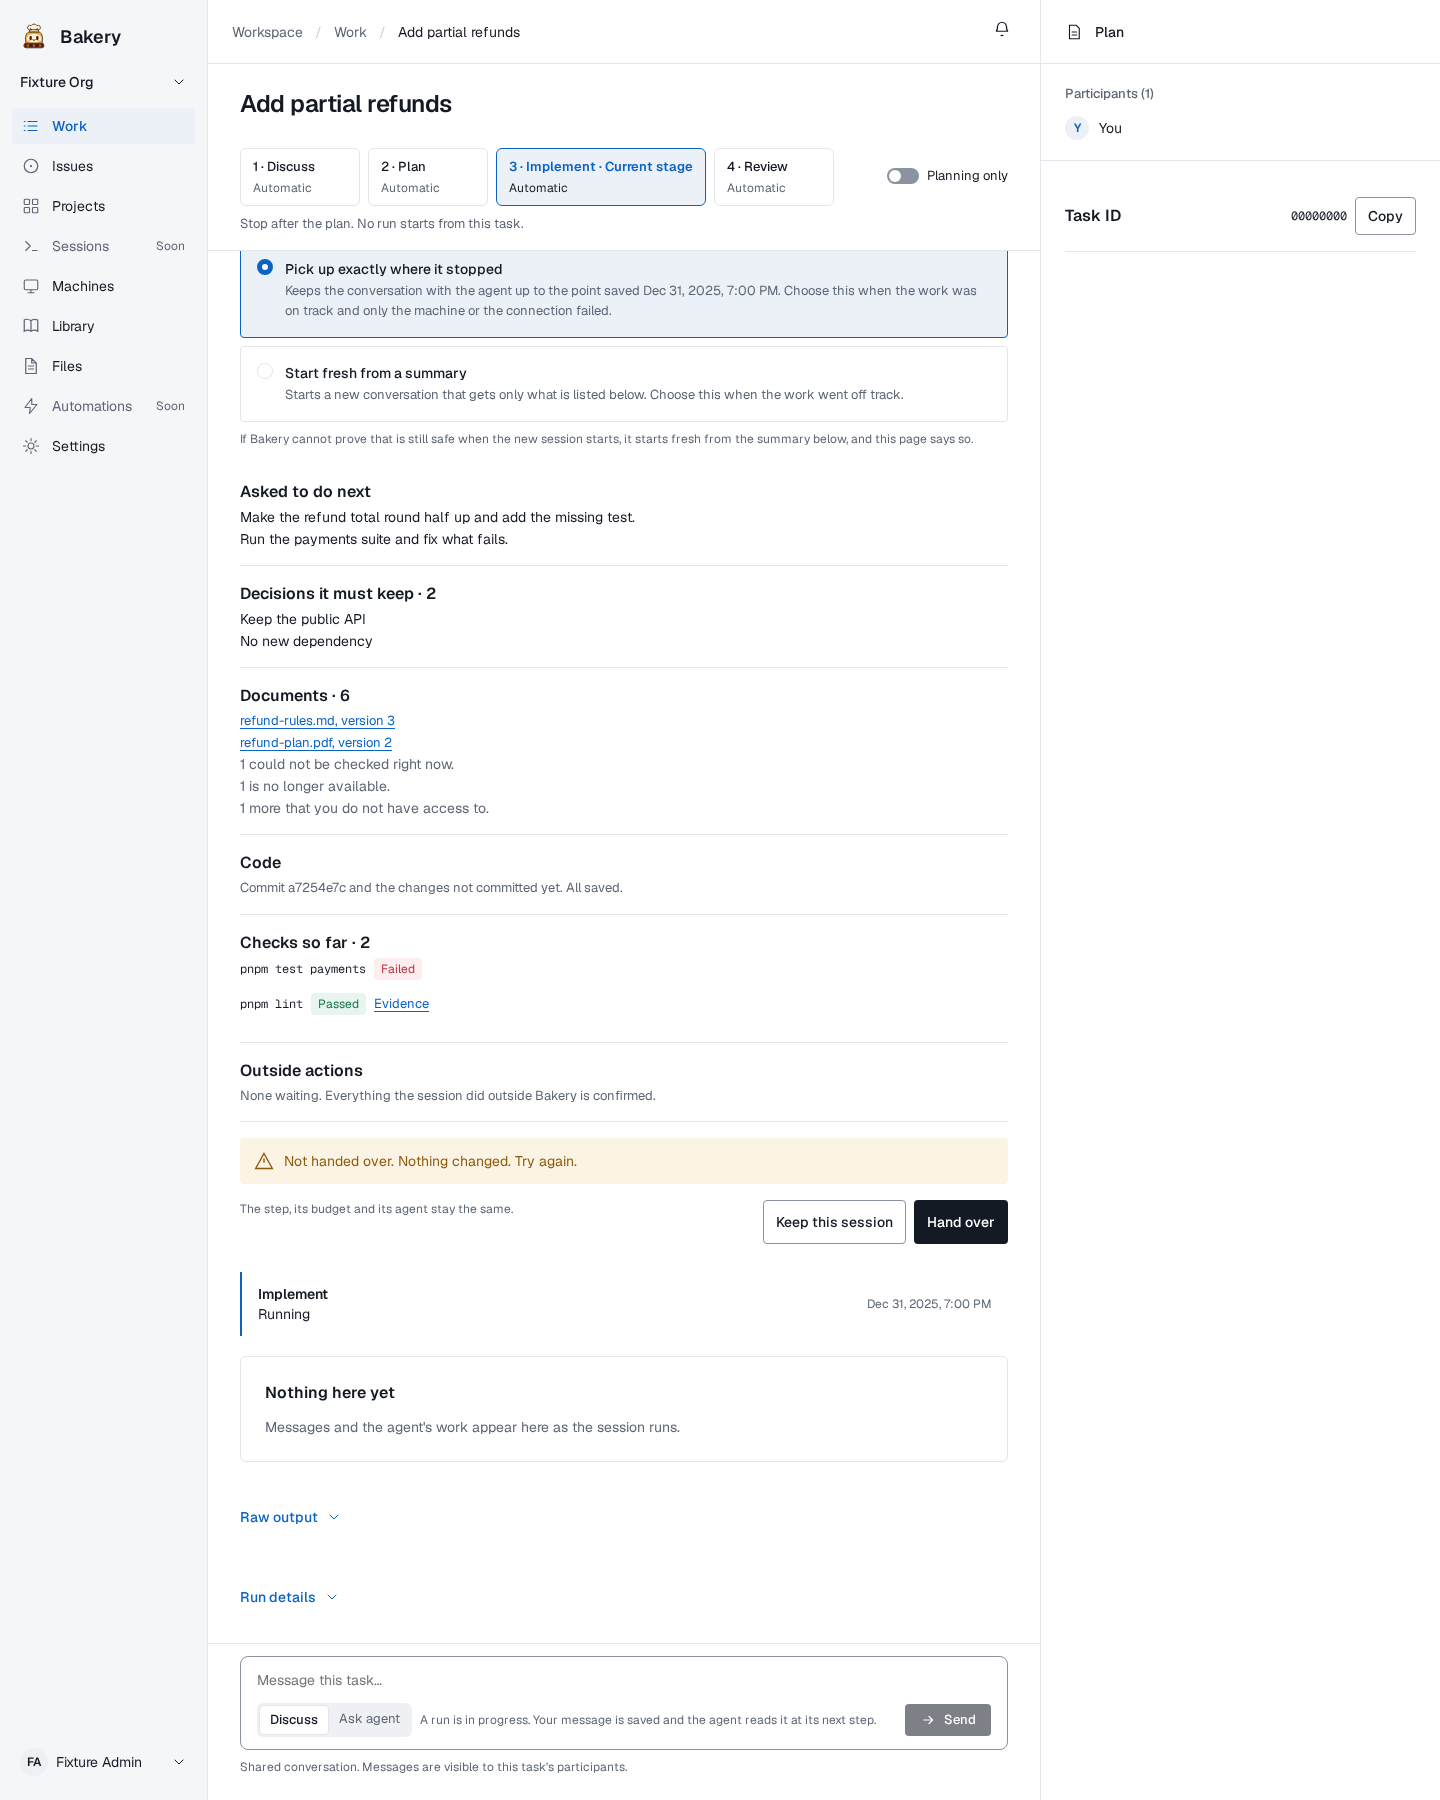 Bakery
Fixture Org
Work
Issues
Projects
Sessions Soon
Machines
Library
Files
Automations Soon
Settings
FA Fixture Admin
Workspace / Work / Add partial refunds
Add partial refunds
1 · Discuss
Automatic
2 · Plan
Automatic
3 · Implement · Current stage
Automatic
4 · Review
Automatic
Planning only
Stop after the plan. No run starts from this task.
Pick up exactly where it stopped
Keeps the conversation with the agent up to the point saved Dec 31, 2025, 7:00 PM. Choose this when the work was
on track and only the machine or the connection failed.
Start fresh from a summary
Starts a new conversation that gets only what is listed below. Choose this when the work went off track.
If Bakery cannot prove that is still safe when the new session starts, it starts fresh from the summary below, and this page says so.
Asked to do next
Make the refund total round half up and add the missing test.
Run the payments suite and fix what fails.
Decisions it must keep · 2
Keep the public API
No new dependency
Documents · 6
refund-rules.md, version 3
refund-plan.pdf, version 2
1 could not be checked right now.
1 is no longer available.
1 more that you do not have access to.
Code
Commit a7254e7c and the changes not committed yet. All saved.
Checks so far · 2
pnpm test payments Failed
pnpm lint Passed Evidence
Outside actions
None waiting. Everything the session did outside Bakery is confirmed.
Not handed over. Nothing changed. Try again.
The step, its budget and its agent stay the same.
Keep this session
Hand over
Implement
Running
Dec 31, 2025, 7:00 PM
Nothing here yet
Messages and the agent's work appear here as the session runs.
Raw output
Run details
Message this task...
Discuss Ask agent A run is in progress. Your message is saved and the agent reads it at its next step. Send
Shared conversation. Messages are visible to this task's participants.
Plan
Participants (1)
Y You
Task ID 00000000 Copy